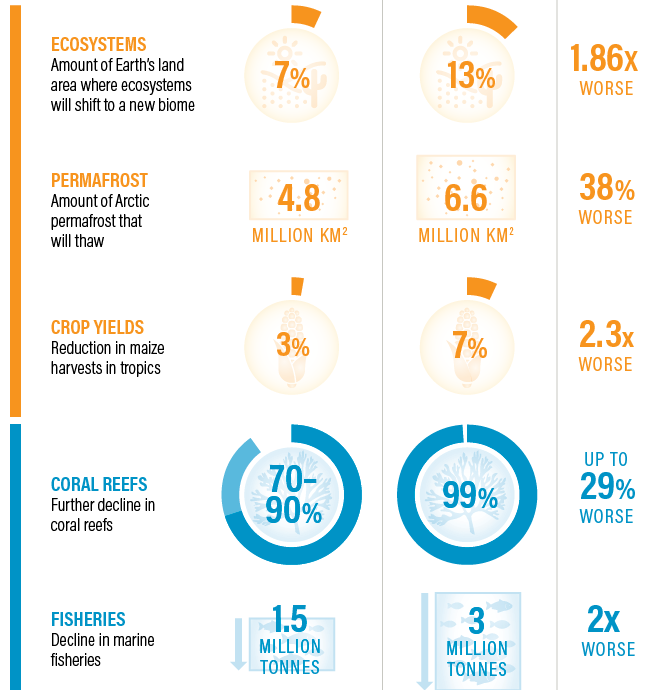 ECOSYSTEMS
Amount of Earth's land
area where ecosystems
will shift to a new biome
7%
13%
1.86x
WORSE
PERMAFROST
Amount of Arctic
permafrost that
will thaw
4.8
MILLION KM²
6.6
MILLION KM²
38%
WORSE
CROP YIELDS
Reduction in maize
harvests in tropics
3%
7%
2.3x
WORSE
CORAL REEFS
Further decline in
coral reefs
70–
90%
99%
UP TO
29%
WORSE
FISHERIES
Decline in marine
fisheries
1.5
MILLION
TONNES
3
MILLION
TONNES
2x
WORSE